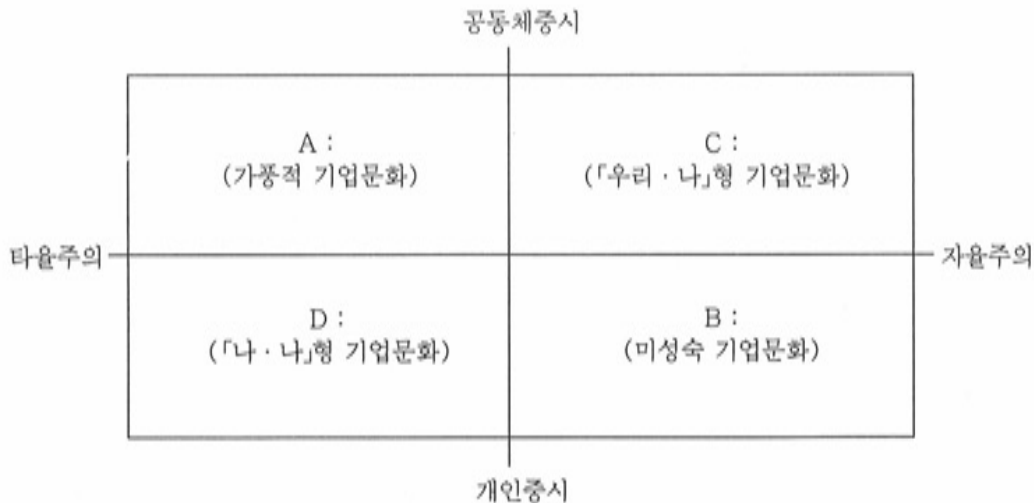 공동체중시
A :
(가풍적 기업문화)
C :
(｢우리 · 나｣형 기업문화)
타율주의
자율주의
D :
(｢나 · 나｣형 기업문화)
B :
(미성숙 기업문화)
개인중시